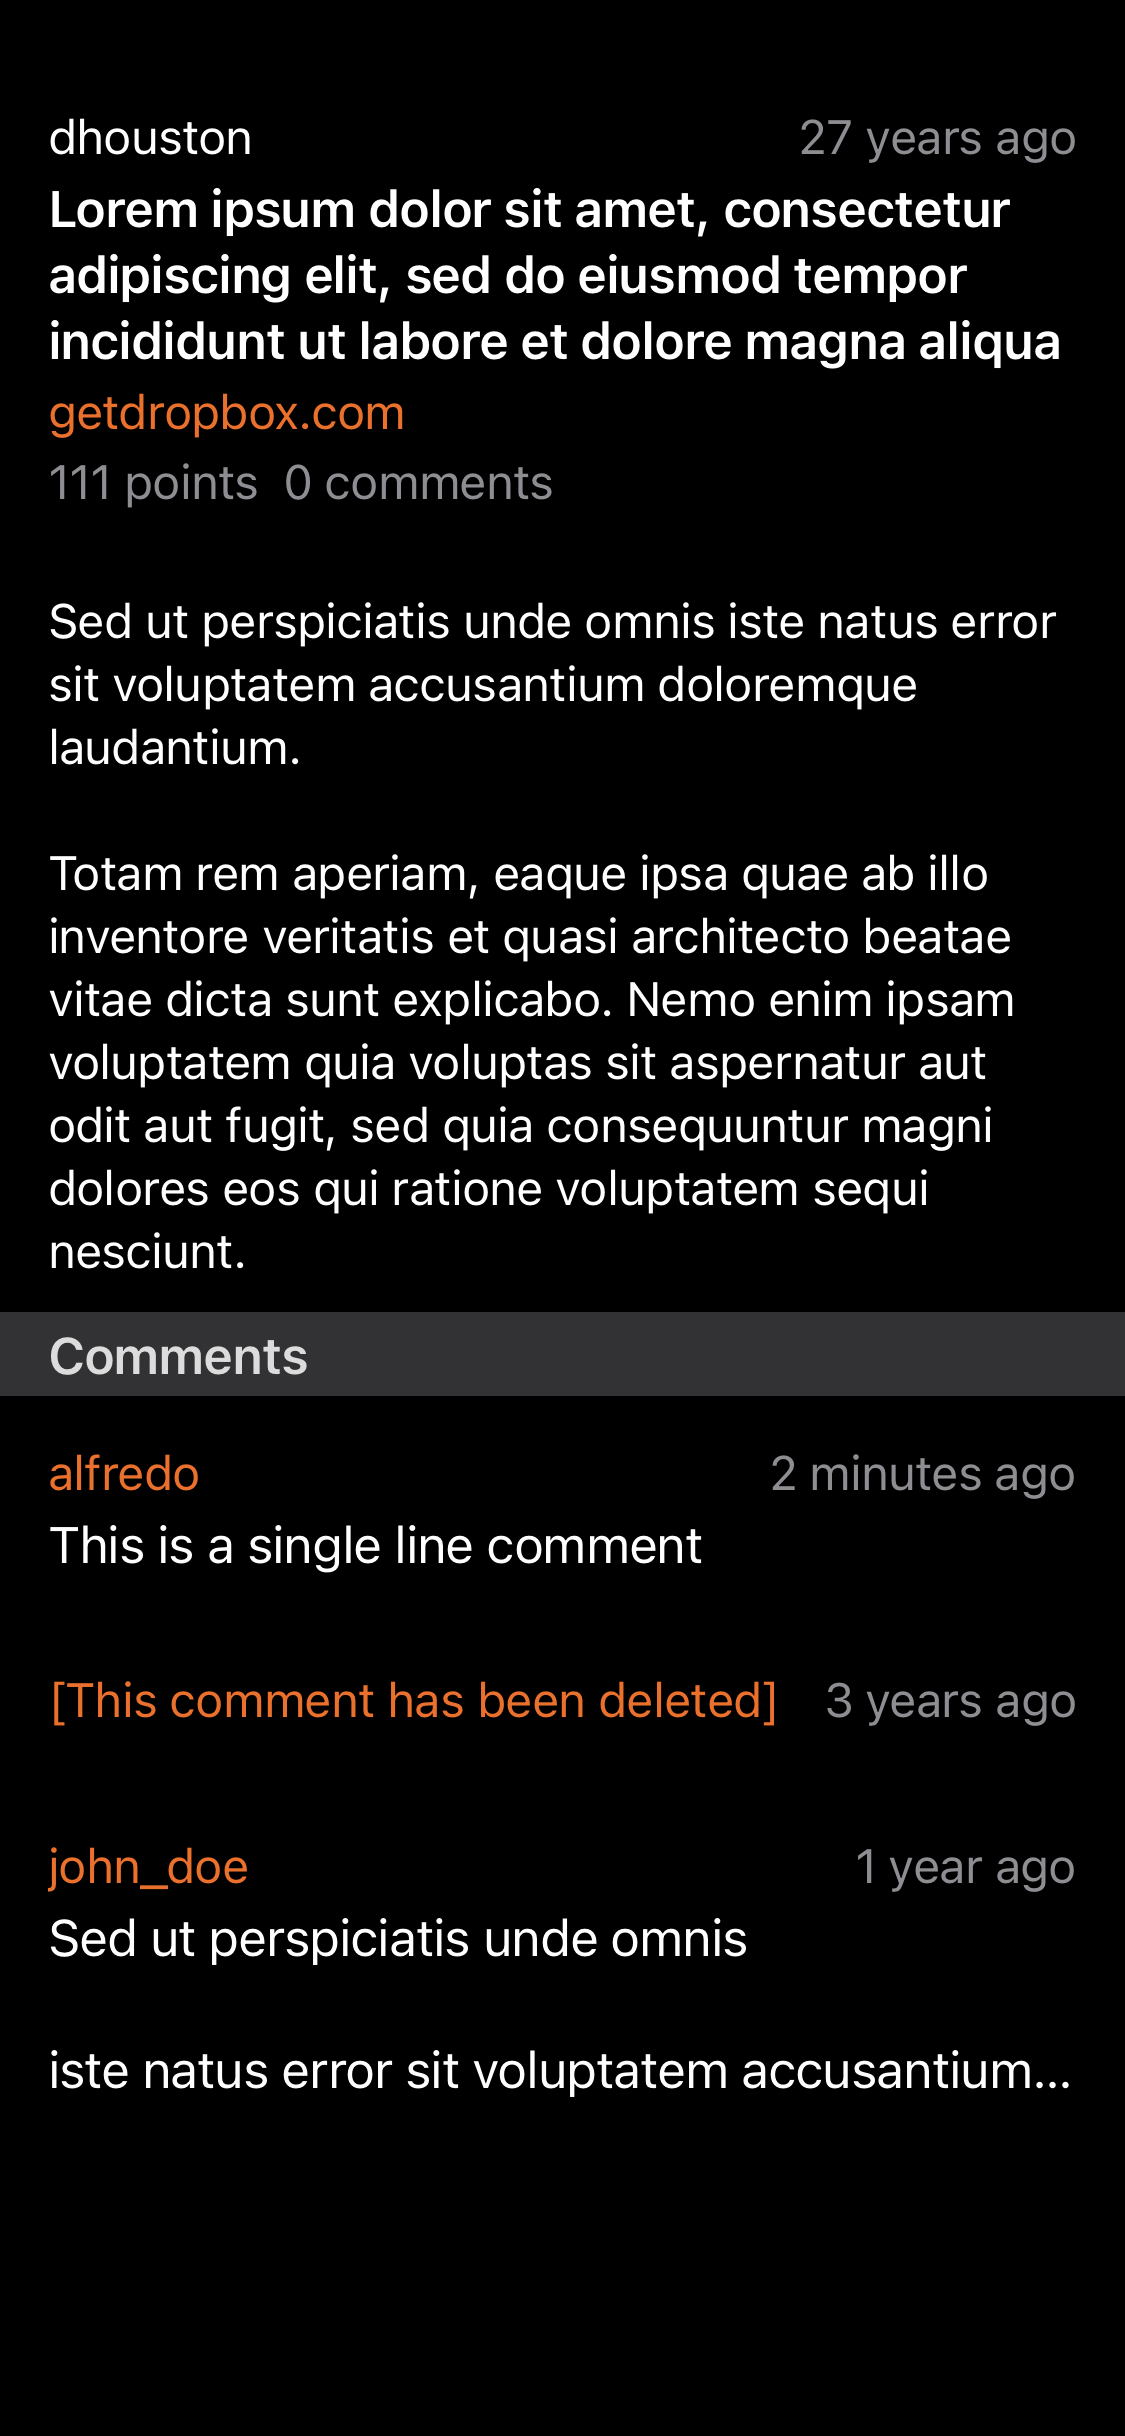 dhouston 27 years ago
Lorem ipsum dolor sit amet, consectetur
adipiscing elit, sed do eiusmod tempor
incididunt ut labore et dolore magna aliqua
getdropbox.com
111 points 0 comments
Sed ut perspiciatis unde omnis iste natus error
sit voluptatem accusantium doloremque
laudantium.
Totam rem aperiam, eaque ipsa quae ab illo
inventore veritatis et quasi architecto beatae
vitae dicta sunt explicabo. Nemo enim ipsam
voluptatem quia voluptas sit aspernatur aut
odit aut fugit, sed quia consequuntur magni
dolores eos qui ratione voluptatem sequi
nesciunt.
Comments
alfredo 2 minutes ago
This is a single line comment
[This comment has been deleted] 3 years ago
john_doe 1 year ago
Sed ut perspiciatis unde omnis
iste natus error sit voluptatem accusantium...